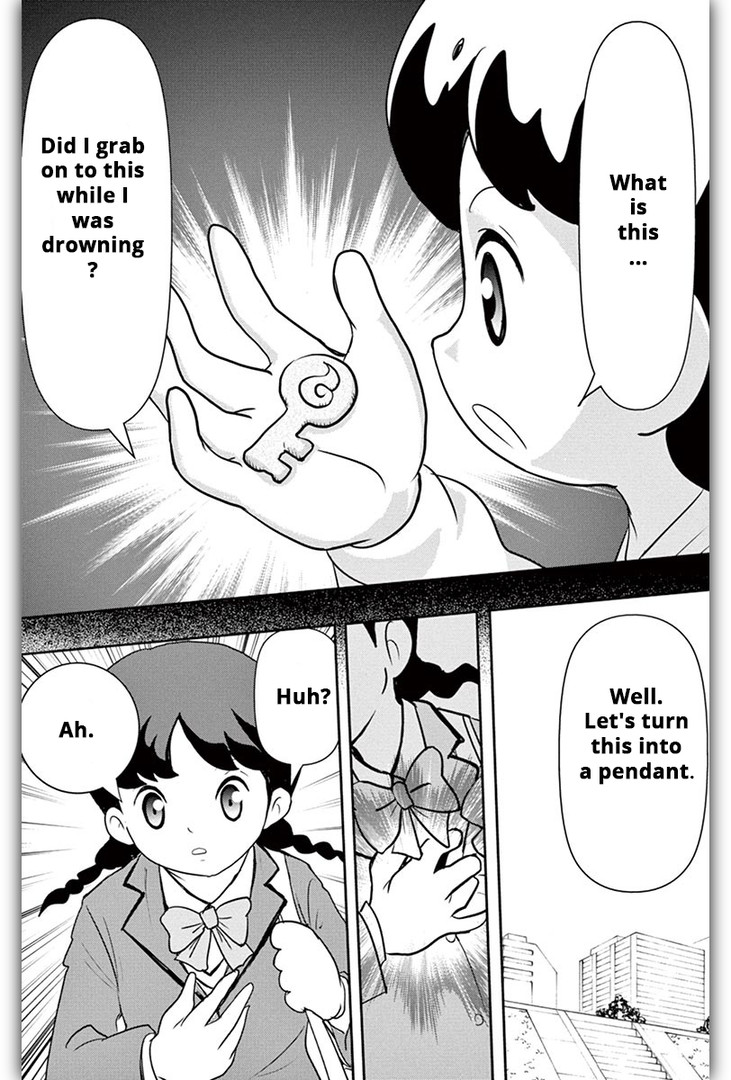 What
is
this
...
Did I grab
on to this
while I
was
drowning
?
Well.
Let's turn
this into
a pendant.
Huh?
Ah.